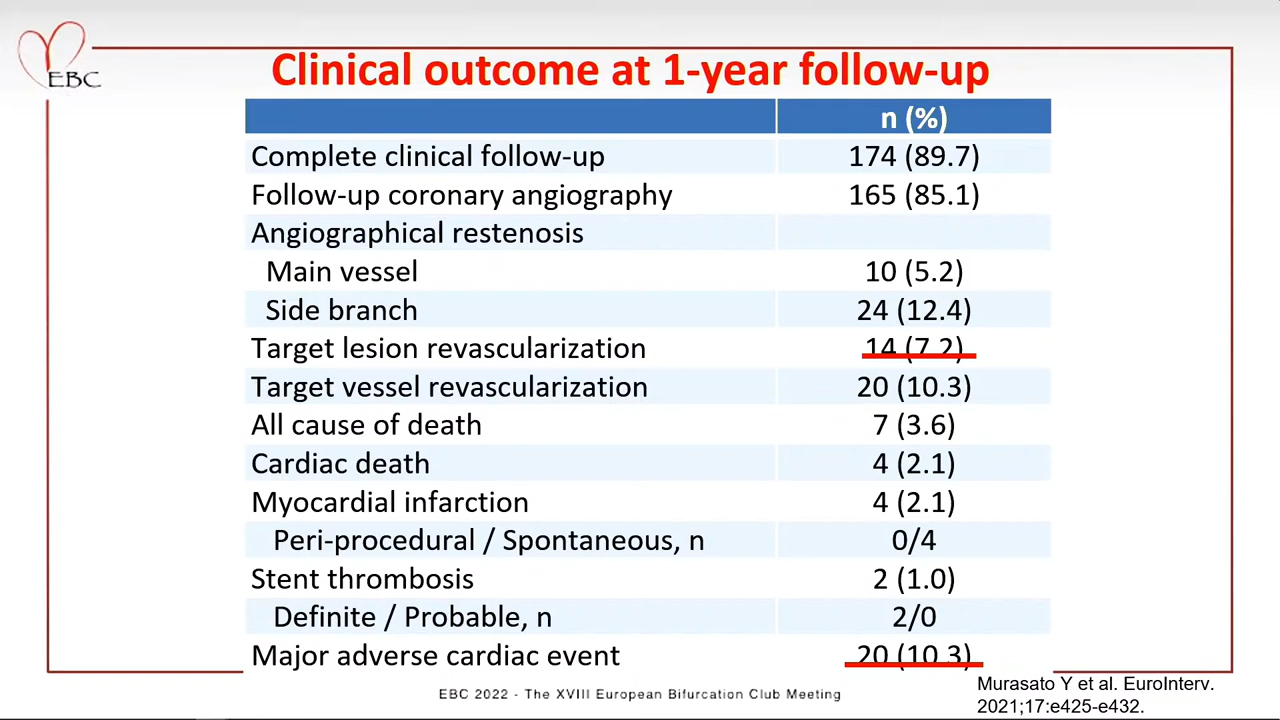 EBC
Clinical outcome at 1-year follow-up
n (%)
Complete clinical follow-up 174 (89.7)
Follow-up coronary angiography 165 (85.1)
Angiographical restenosis
Main vessel 10 (5.2)
Side branch 24 (12.4)
Target lesion revascularization 14 (7.2)
Target vessel revascularization 20 (10.3)
All cause of death 7 (3.6)
Cardiac death 4 (2.1)
Myocardial infarction 4 (2.1)
Peri-procedural / Spontaneous, n 0/4
Stent thrombosis 2 (1.0)
Definite / Probable, n 2/0
Major adverse cardiac event 20 (10.3)
EBC 2022 - The XVIII European Bifurcation Club Meeting
Murasato Y et al. EuroInterv.
2021;17:e425-e432.